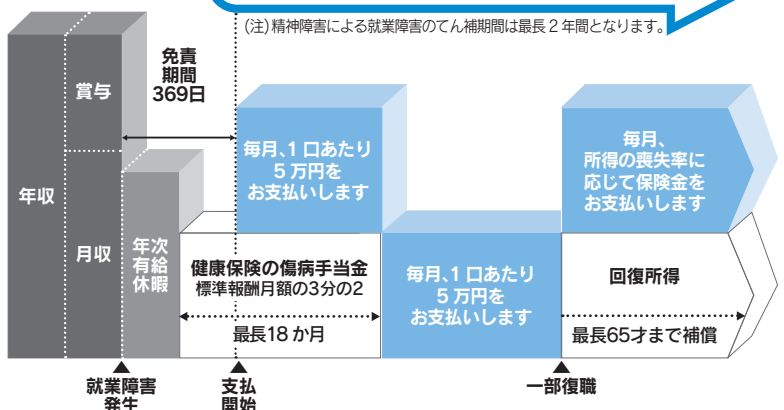 (注)精神障害による就業障害のてん補期間は最長2年間となります。
免責
期間
369日
賞与
年収
月収
年次
有給
休暇
毎月、1口あたり
5万円を
お支払いします
健康保険の傷病手当金
標準報酬月額の3分の2
最長18か月
毎月、1口あたり
5万円を
お支払いします
毎月、
所得の喪失率に
応じて保険金を
お支払いします
回復所得
最長65才まで補償
就業障害
発生
支払
開始
一部復職